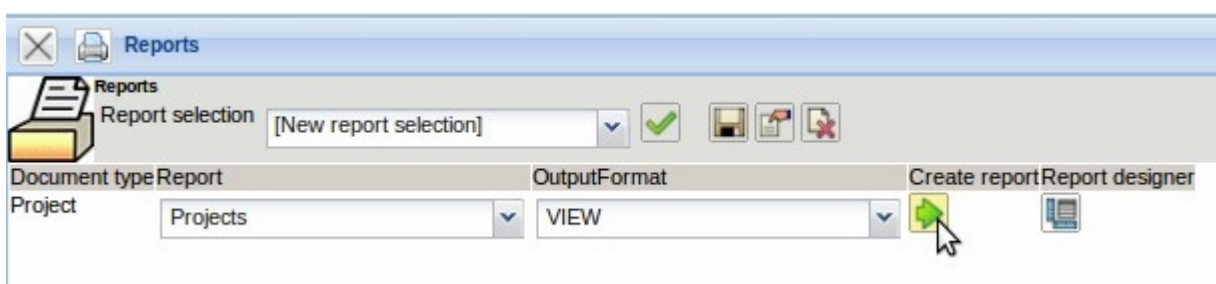 Reports
Reports
Report selection [New report selection]
Document type Report OutputFormat Create report Report designer
Project Projects VIEW